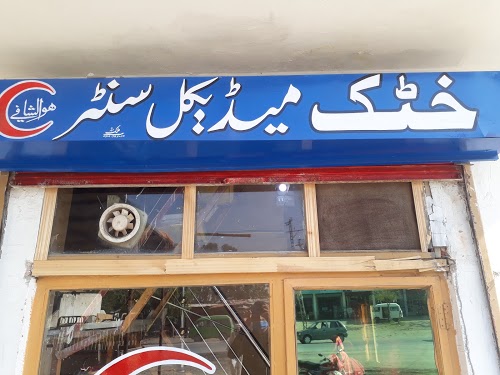 خٹک میڈیکل سنٹر
ھوالشافی